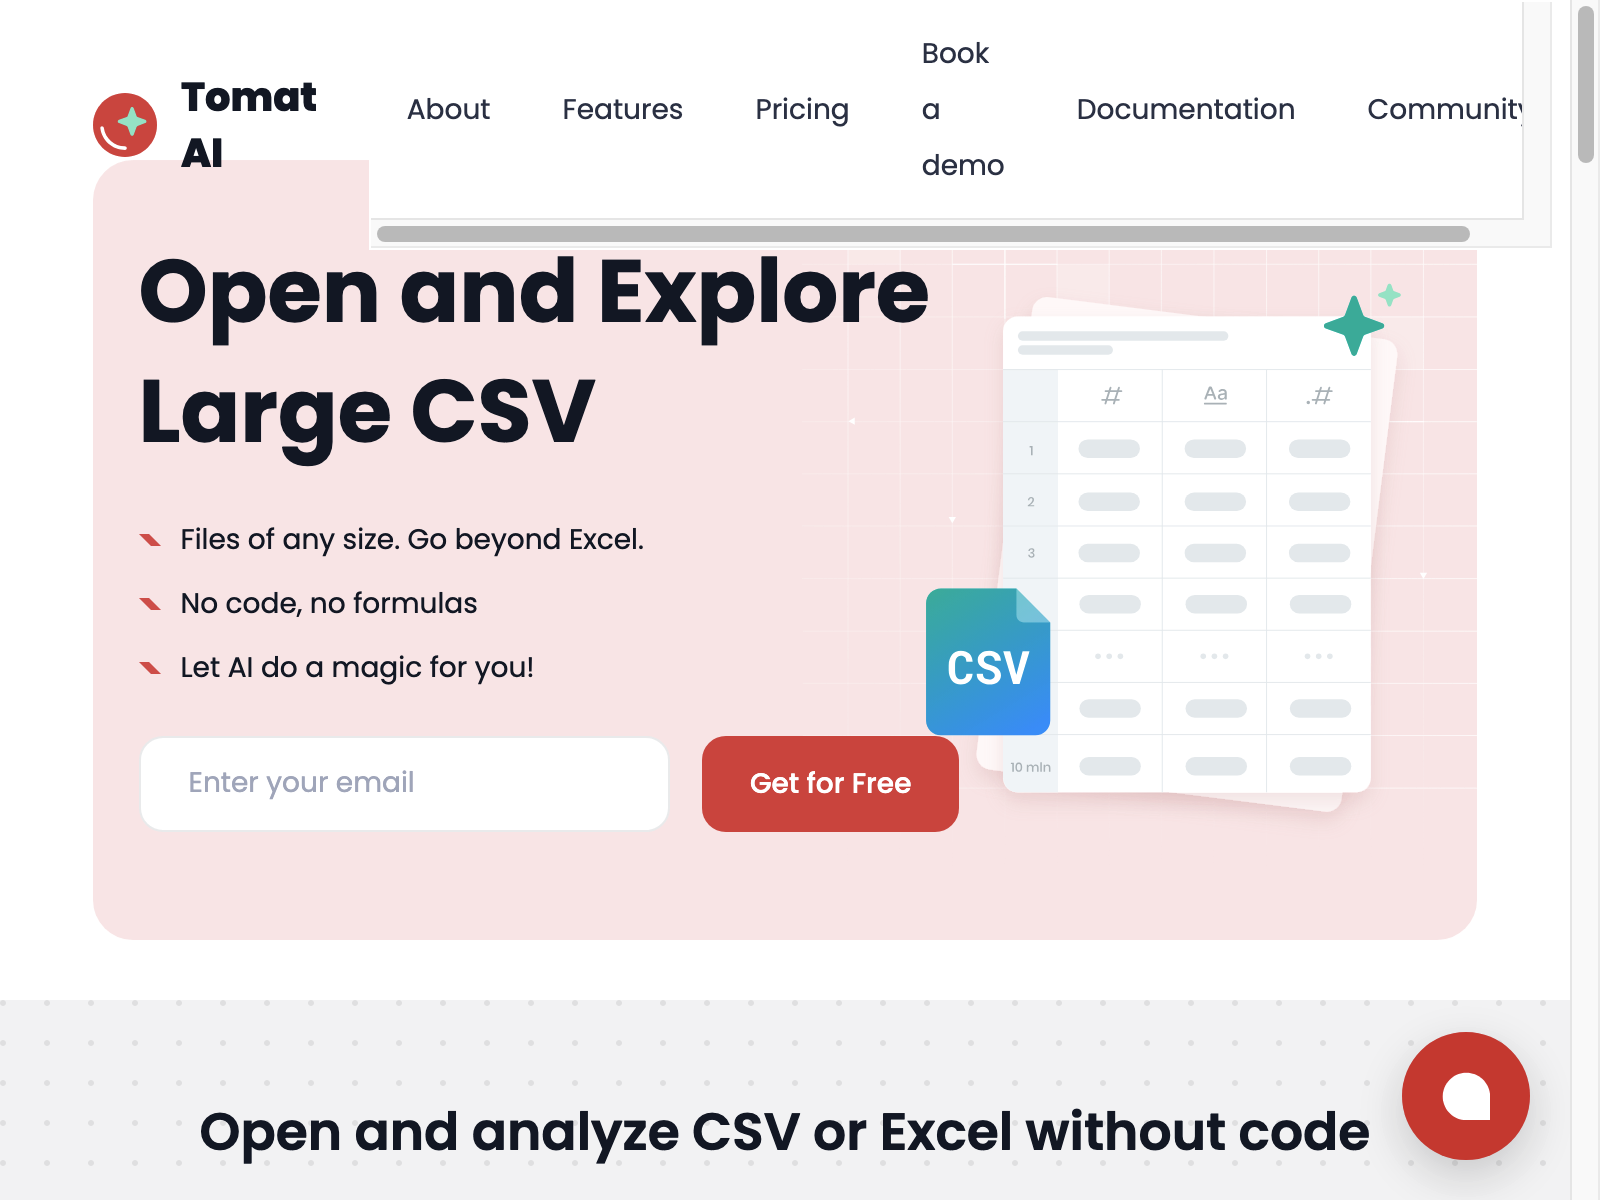 Tomat
AI
About
Features
Pricing
Book
a
demo
Documentation
Community
Open and Explore
Large CSV
Files of any size. Go beyond Excel.
No code, no formulas
Let AI do a magic for you!
Enter your email
Get for Free
# Aa .#
1
2
3
CSV
10 mln
Open and analyze CSV or Excel without code